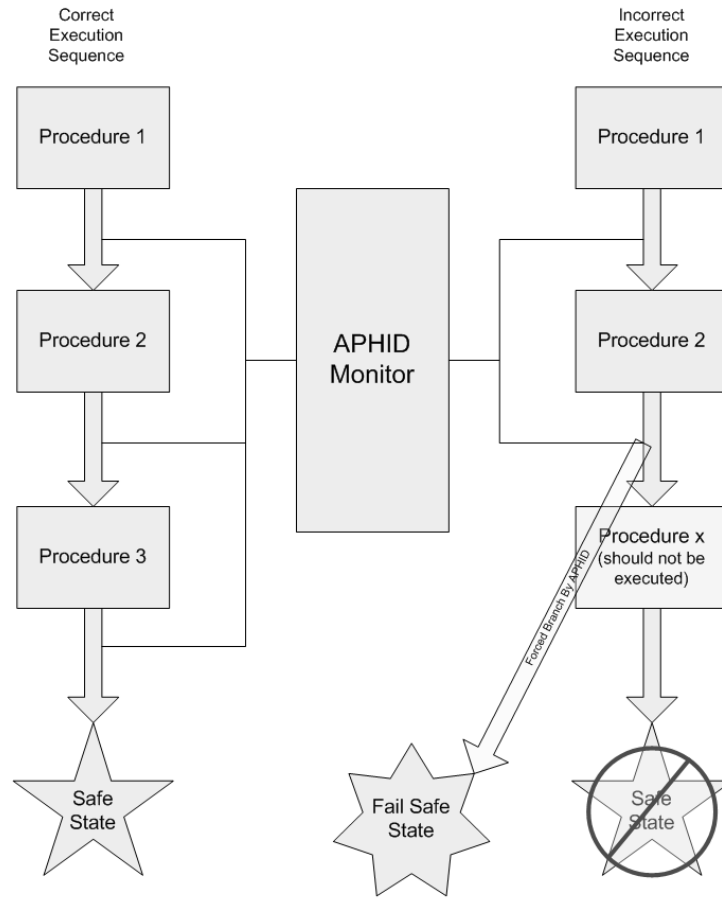 Correct
Execution
Sequence
Incorrect
Execution
Sequence
Procedure 1
Procedure 1
APHID
Monitor
Procedure 2
Procedure 2
Procedure 3
Procedure x
(should not be
executed)
Forced Branch By APHID
Safe
State
Fail Safe
State
Safe
State